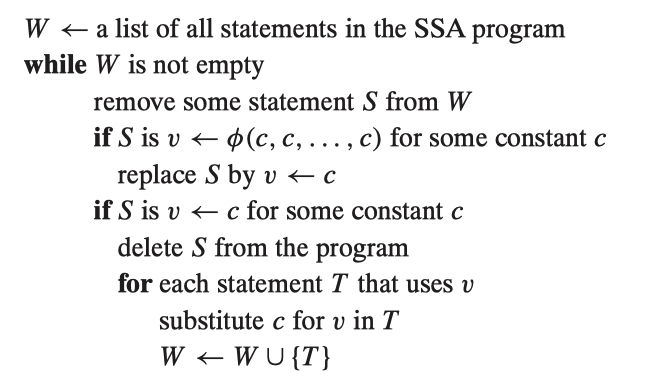 W ← a list of all statements in the SSA program
while W is not empty
remove some statement S from W
if S is v ← ϕ(c, c, . . . , c) for some constant c
replace S by v ← c
if S is v ← c for some constant c
delete S from the program
for each statement T that uses v
substitute c for v in T
W ← W ∪ {T}